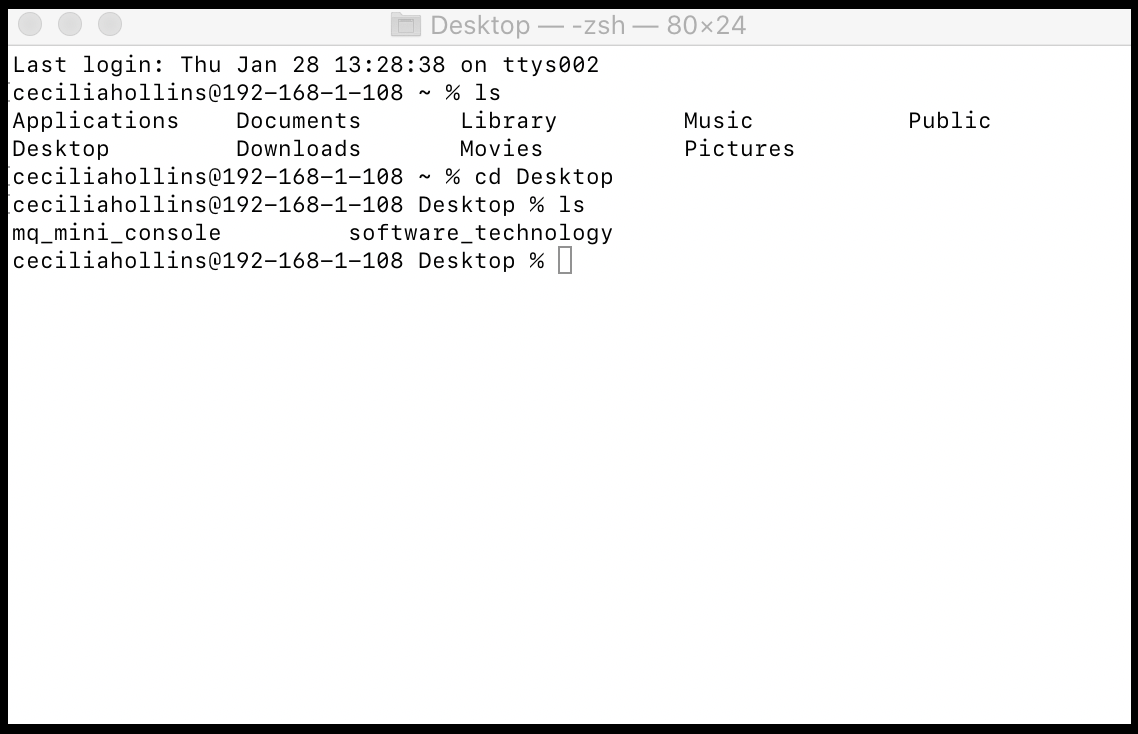 Desktop — -zsh — 80×24
Last login: Thu Jan 28 13:28:38 on ttys002
ceciliahollins@192-168-1-108 ~ % ls
Applications    Documents       Library         Music           Public
Desktop         Downloads       Movies          Pictures
ceciliahollins@192-168-1-108 ~ % cd Desktop
ceciliahollins@192-168-1-108 Desktop % ls
mq_mini_console         software_technology
ceciliahollins@192-168-1-108 Desktop %